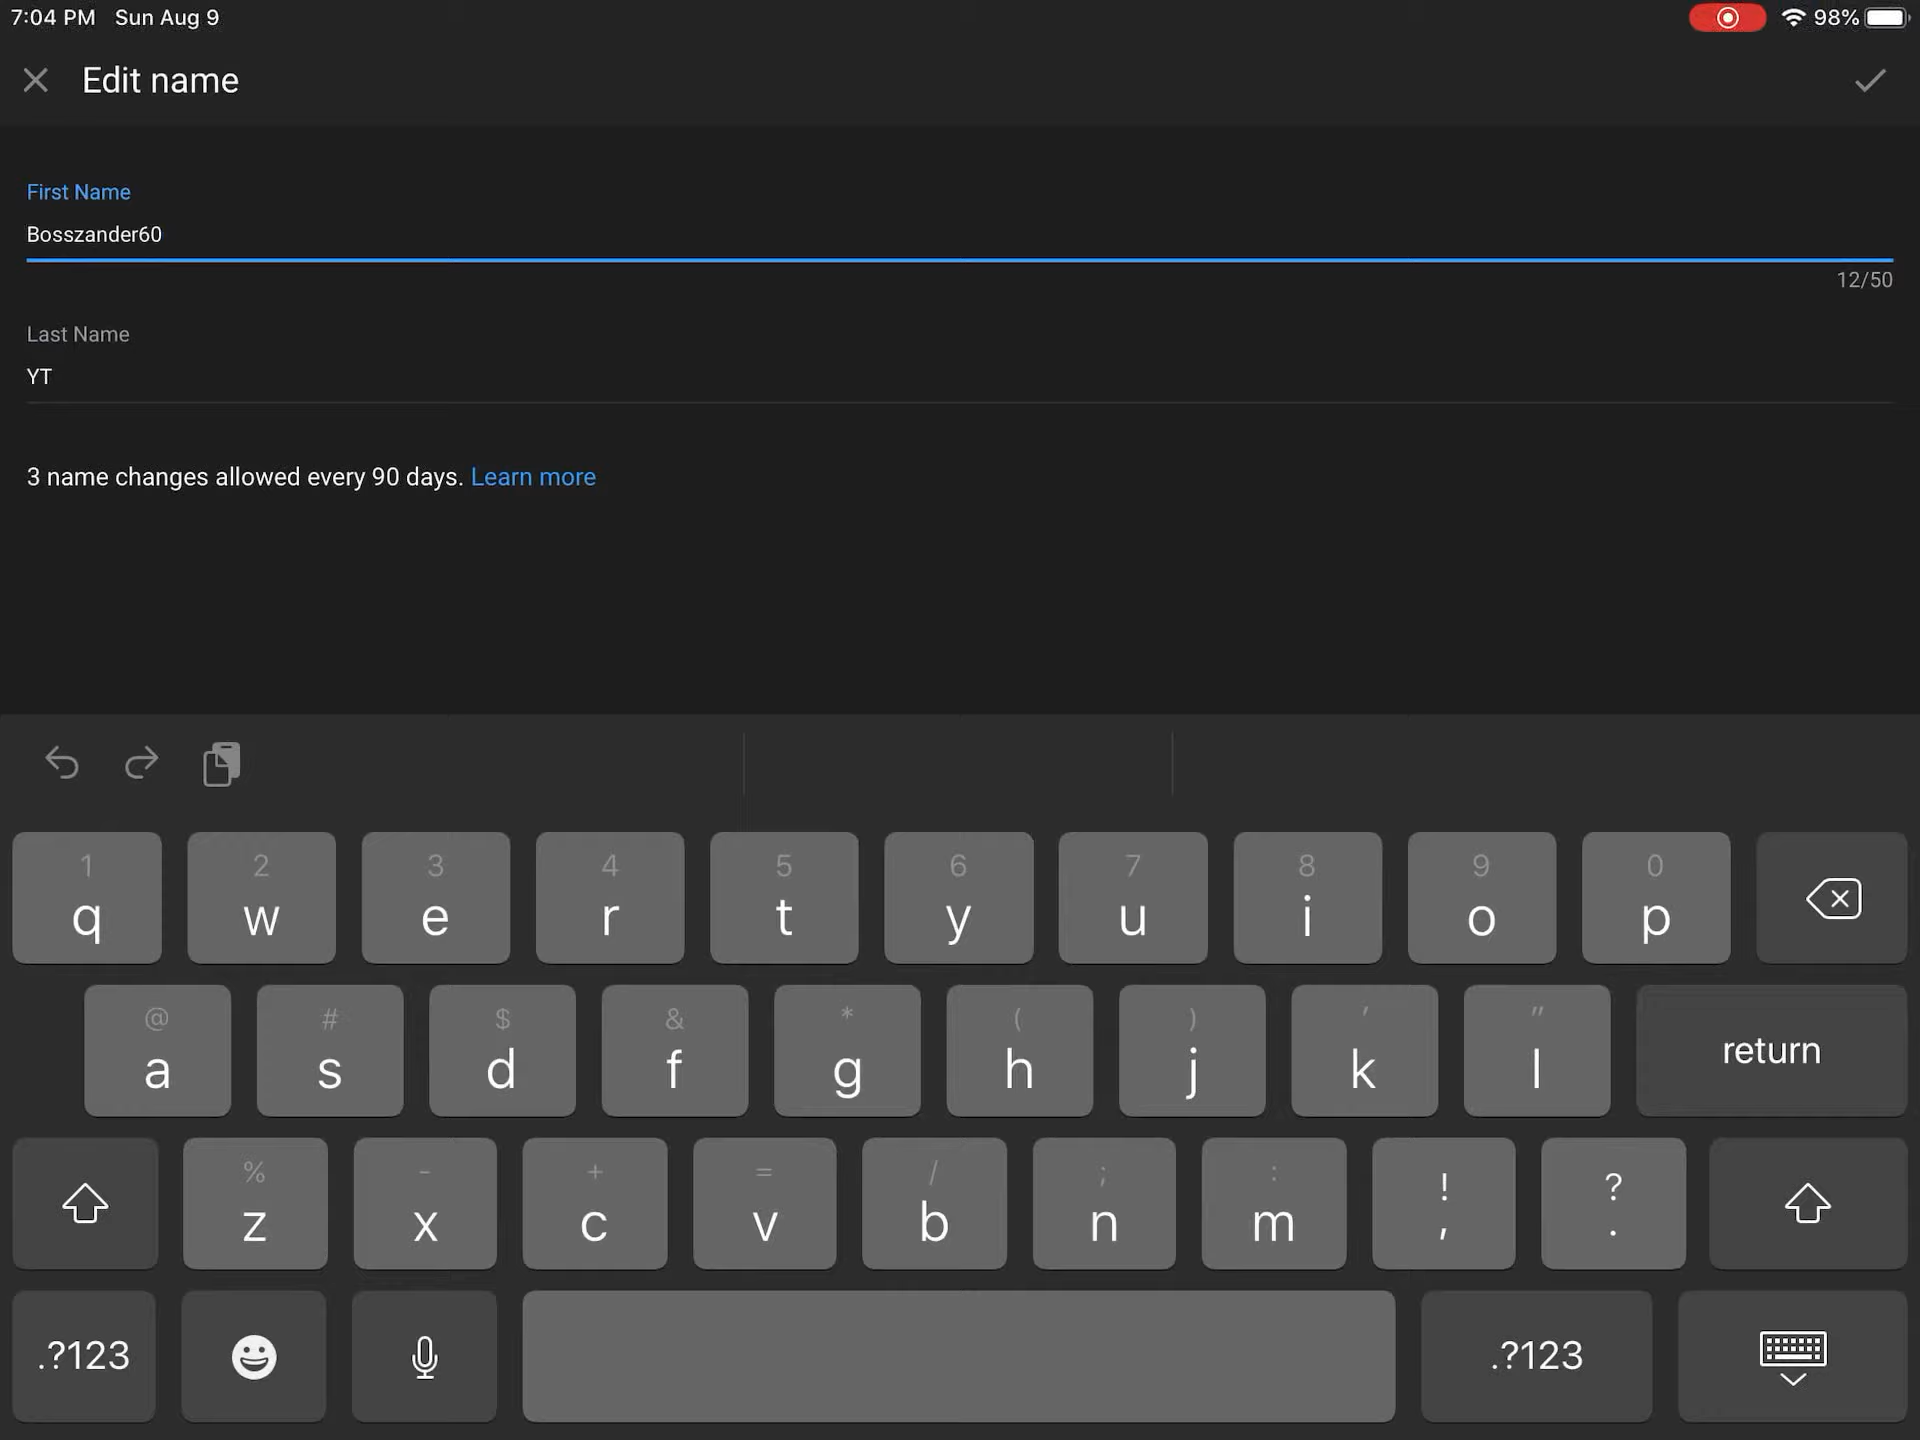 7:04 PM Sun Aug 9
98%
Edit name
First Name
Bosszander60
12/50
Last Name
YT
3 name changes allowed every 90 days. Learn more
1 2 3 4 5 6 7 8 9 0
q w e r t y u i o p
@ # $ & * ( ) ' "
a s d f g h j k l return
% - + = / ; : ! ?
z x c v b n m , .
.?123 .?123